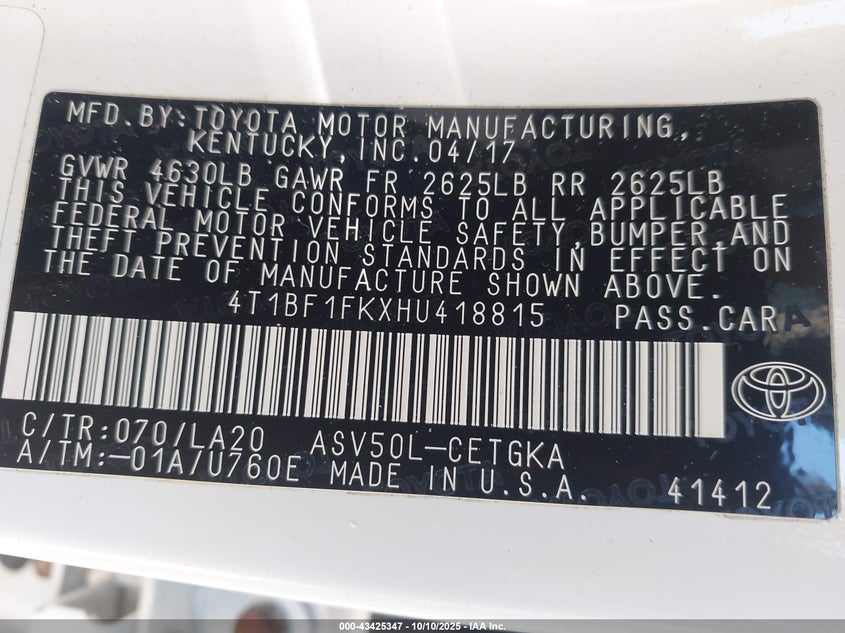 MFD.BY:TOYOTA MOTOR MANUFACTURING,
KENTUCKY,INC.04/17
GVWR 4630LB GAWR FR 2625LB RR 2625LB
THIS VEHICLE CONFORMS TO ALL APPLICABLE
FEDERAL MOTOR VEHICLE SAFETY,BUMPER,AND
THEFT PREVENTION STANDARDS IN EFFECT ON
THE DATE OF MANUFACTURE SHOWN ABOVE.
4T1BF1FKXHU418815 PASS.CAR
C/TR:070/LA20 ASV50L-CETGKA
A/TM:-01A/U760E MADE IN U.S.A. 41412
000-43425347 - 10/10/2025 - IAA Inc.